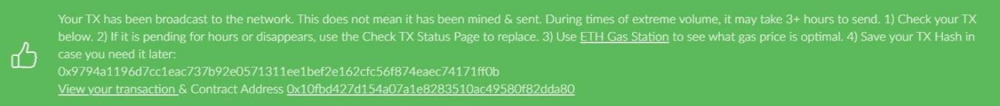 Your TX has been broadcast to the network. This does not mean it has been mined & sent. During times of extreme volume, it may take 3+ hours to send. 1) Check your TX
below. 2) If it is pending for hours or disappears, use the Check TX Status Page to replace. 3) Use ETH Gas Station to see what gas price is optimal. 4) Save your TX Hash in
case you need it later:
0x9794a1196d7cc1eac737b92e0571311ee1bef2e162cfc56f874eaec74171ff0b
View your transaction & Contract Address 0x10fbd427d154a07a1e8283510ac49580f82dda80